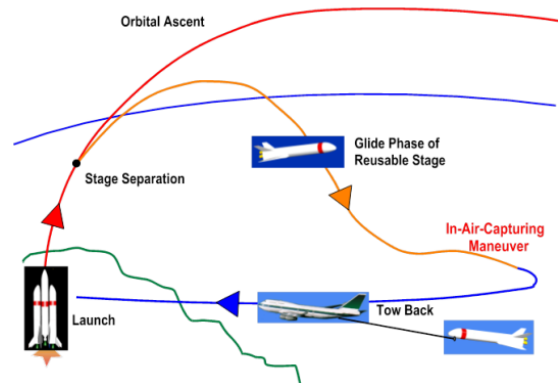 Orbital Ascent
Glide Phase of
Reusable Stage
Stage Separation
In-Air-Capturing
Maneuver
Launch
Tow Back